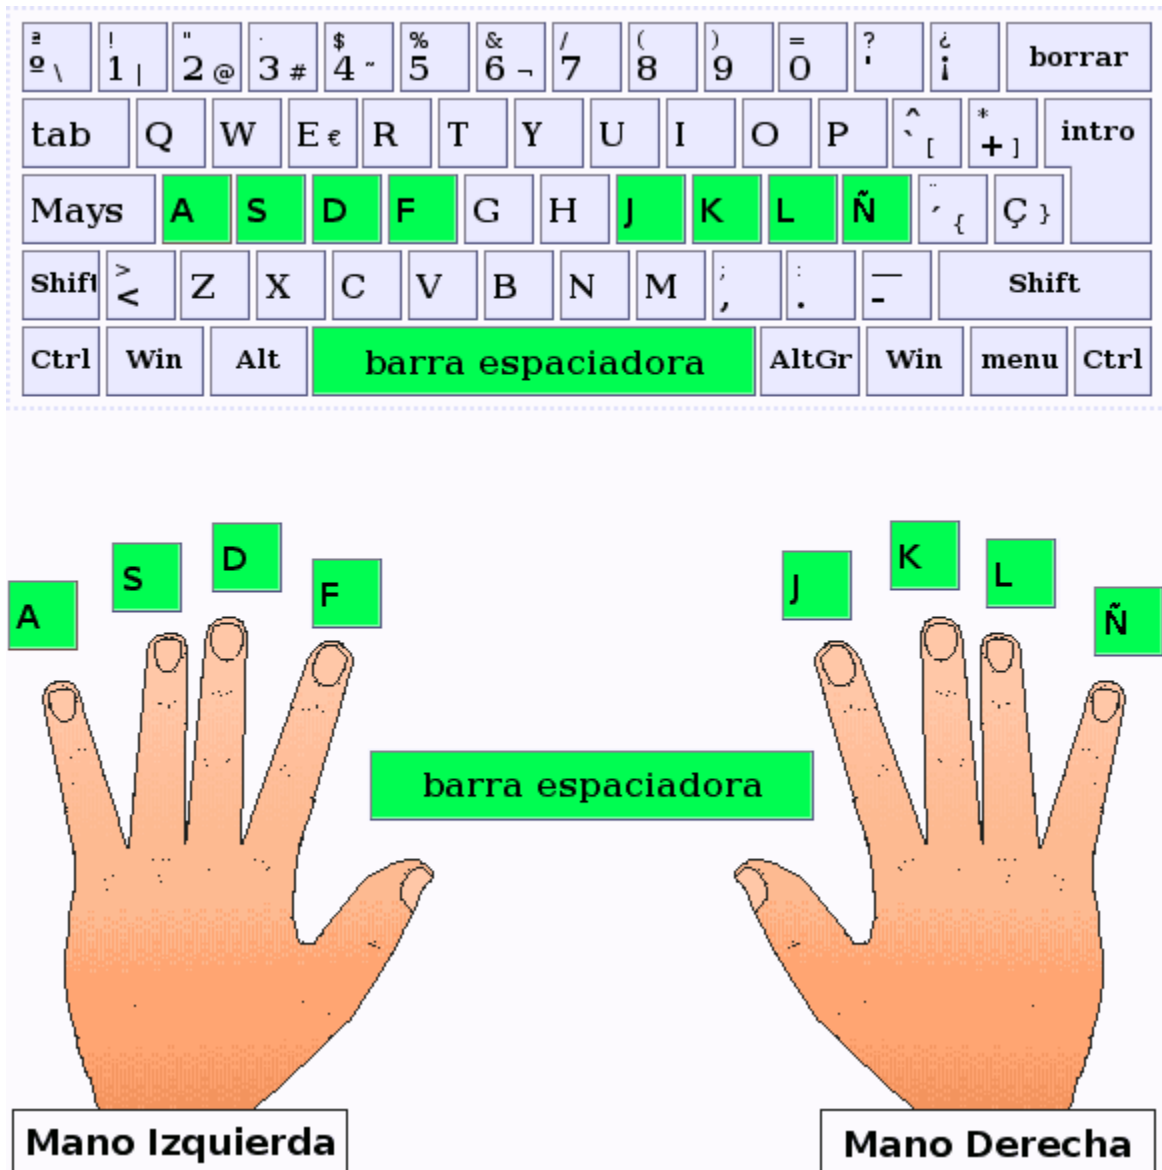 ª º \ ! 1 | " 2 @ · 3 # $ 4 ~ % 5 & 6 ¬ / 7 ( 8 ) 9 = 0 ? ' ¿ ¡ borrar
tab Q W E € R T Y U I O P ^ ` [ * + ] intro
Mays A S D F G H J K L Ñ ¨ ´ { Ç }
Shift > < Z X C V B N M ; , : . _ - Shift
Ctrl Win Alt barra espaciadora AltGr Win menu Ctrl
A S D F J K L Ñ
barra espaciadora
Mano Izquierda Mano Derecha